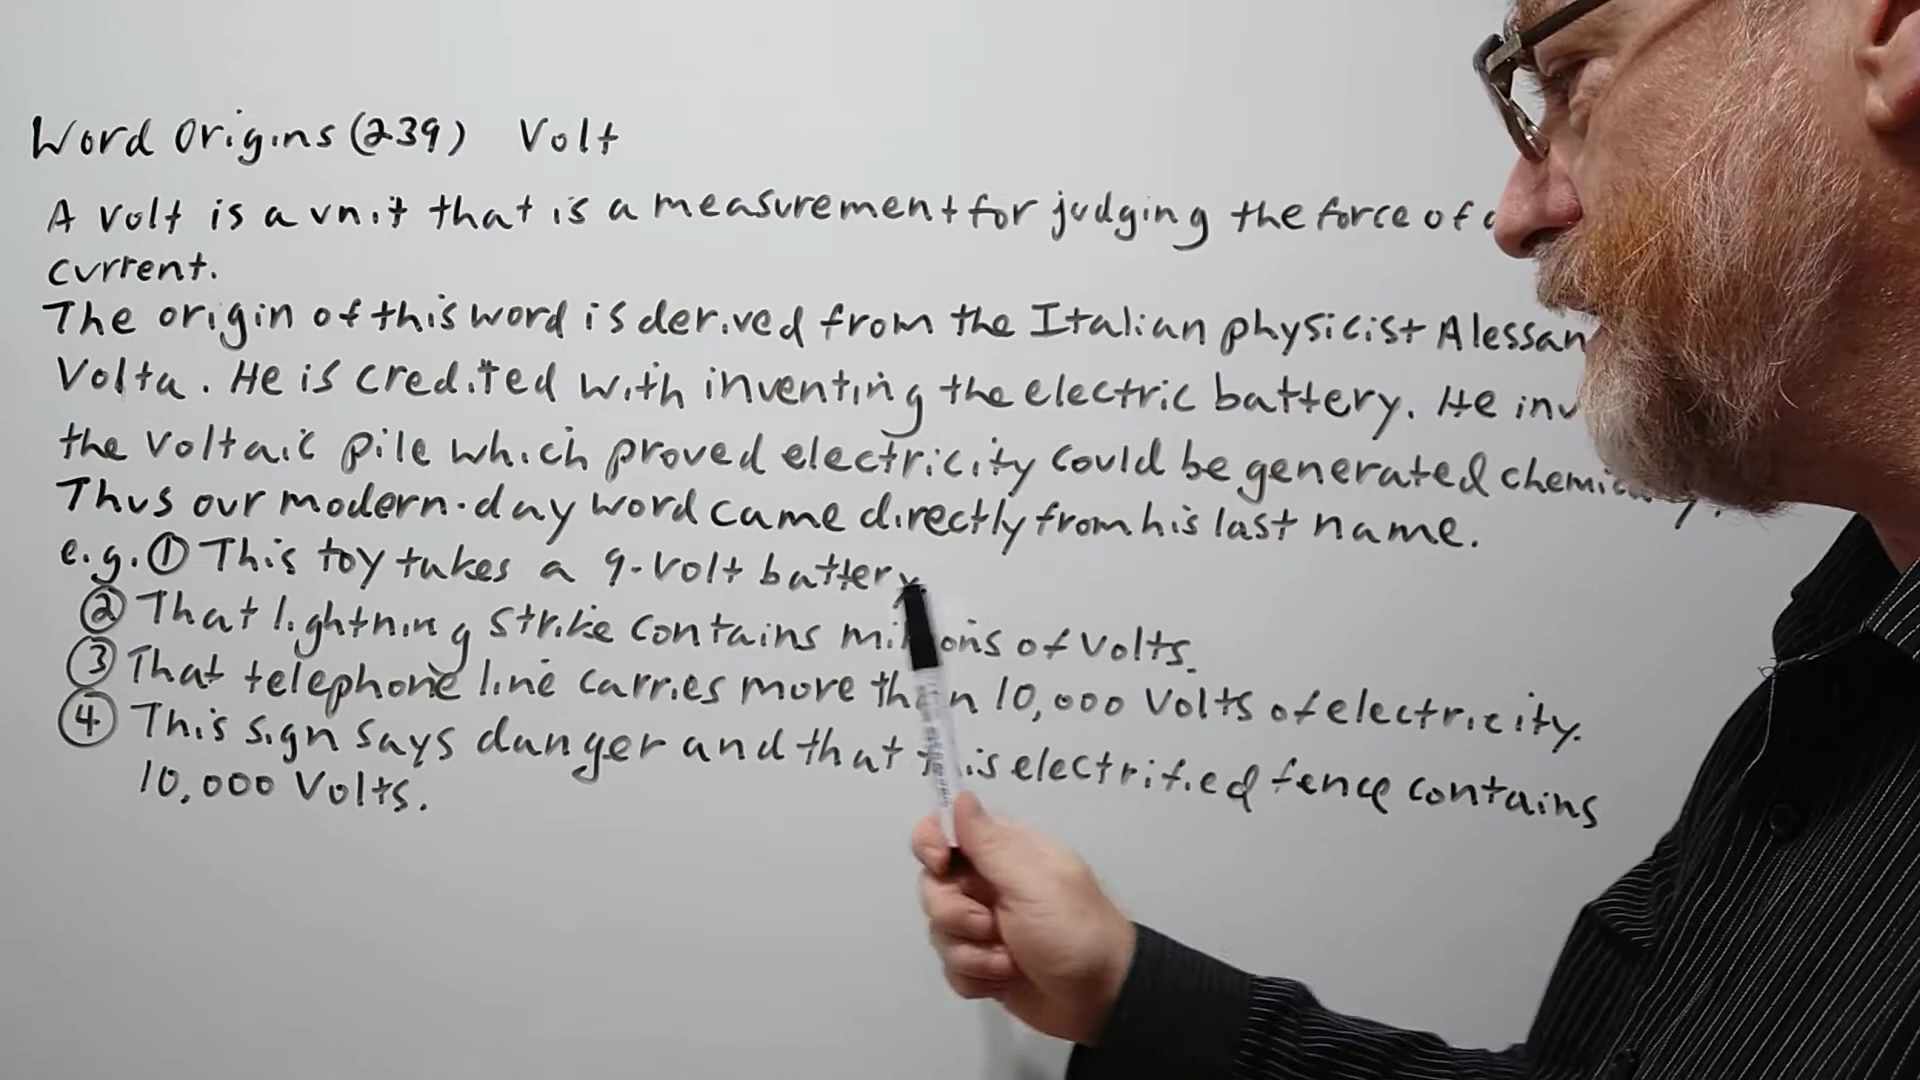 Word Origins (239) Volt
A volt is a unit that is a measurement for judging the force of
current.
The origin of this word is derived from the Italian physicist Alessan
Volta. He is credited with inventing the electric battery. He inv
the voltaic pile which proved electricity could be generated
Thus our modern-day word came directly from his last name.
e.g. ① This toy takes a 9-volt battery
② That lightning strike contains millions of volts.
③ That telephone line carries more than 10,000 volts of electricity.
④ This sign says danger and that this electrified fence contains
10,000 Volts.